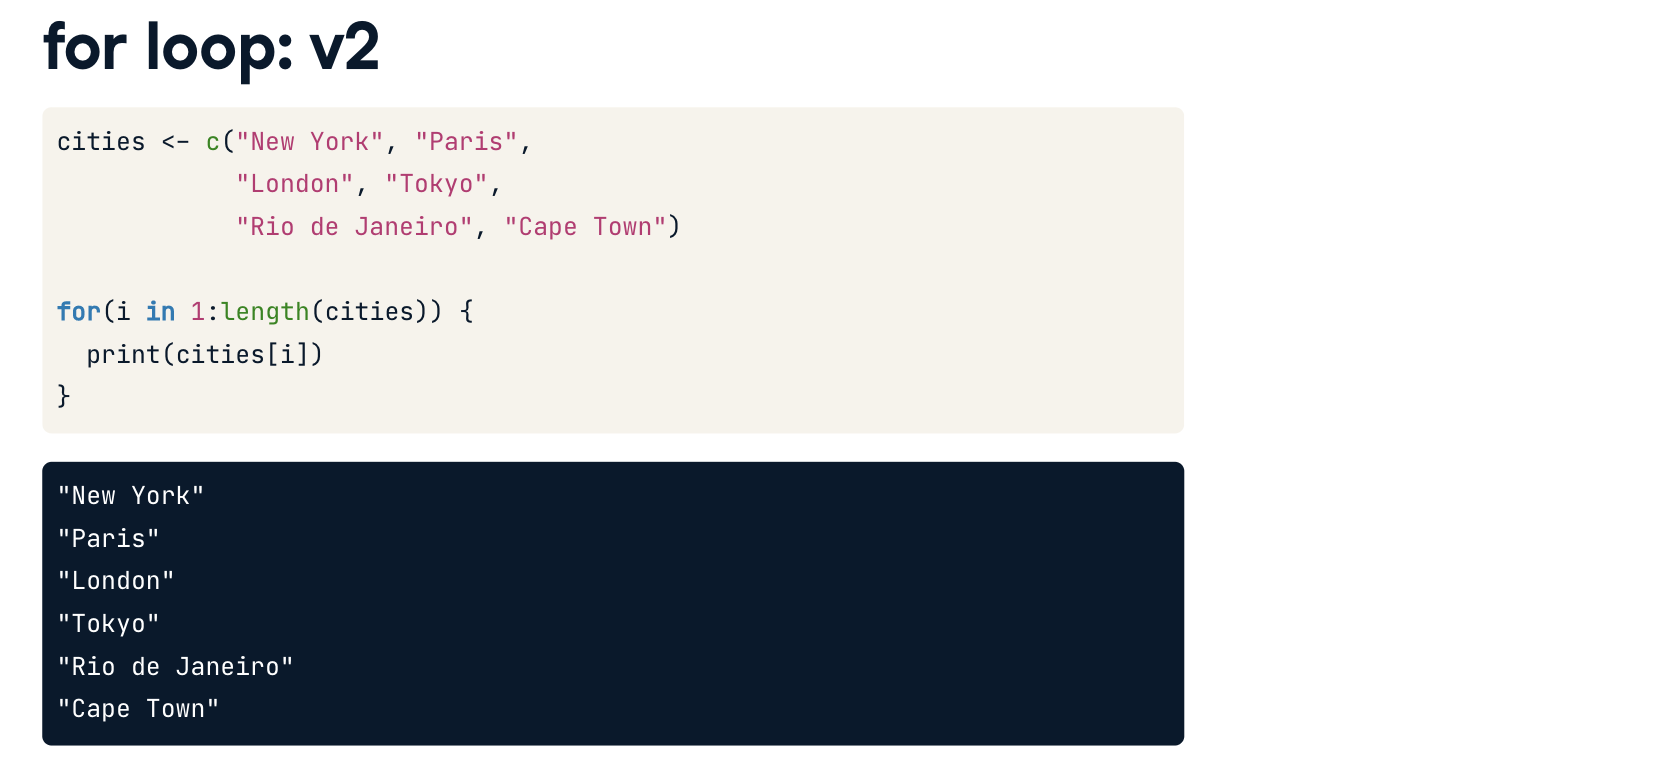 for loop: v2
cities <- c("New York", "Paris",
            "London", "Tokyo",
            "Rio de Janeiro", "Cape Town")
for(i in 1:length(cities)) {
  print(cities[i])
}
"New York"
"Paris"
"London"
"Tokyo"
"Rio de Janeiro"
"Cape Town"